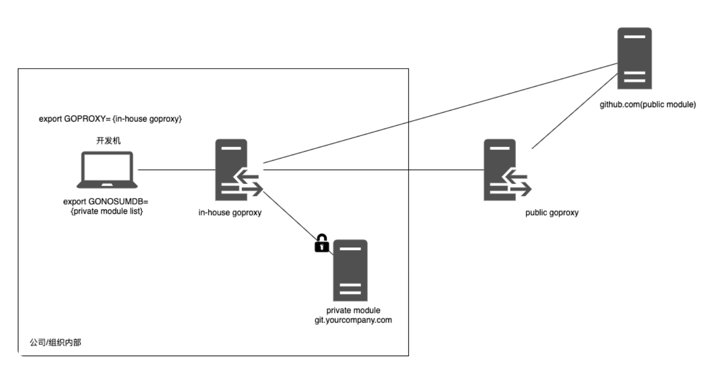 github.com(public module)
export GOPROXY= {in-house goproxy}
开发机
export GONOSUMDB=
{private module list}
in-house goproxy
public goproxy
private module
git.yourcompany.com
公司/组织内部